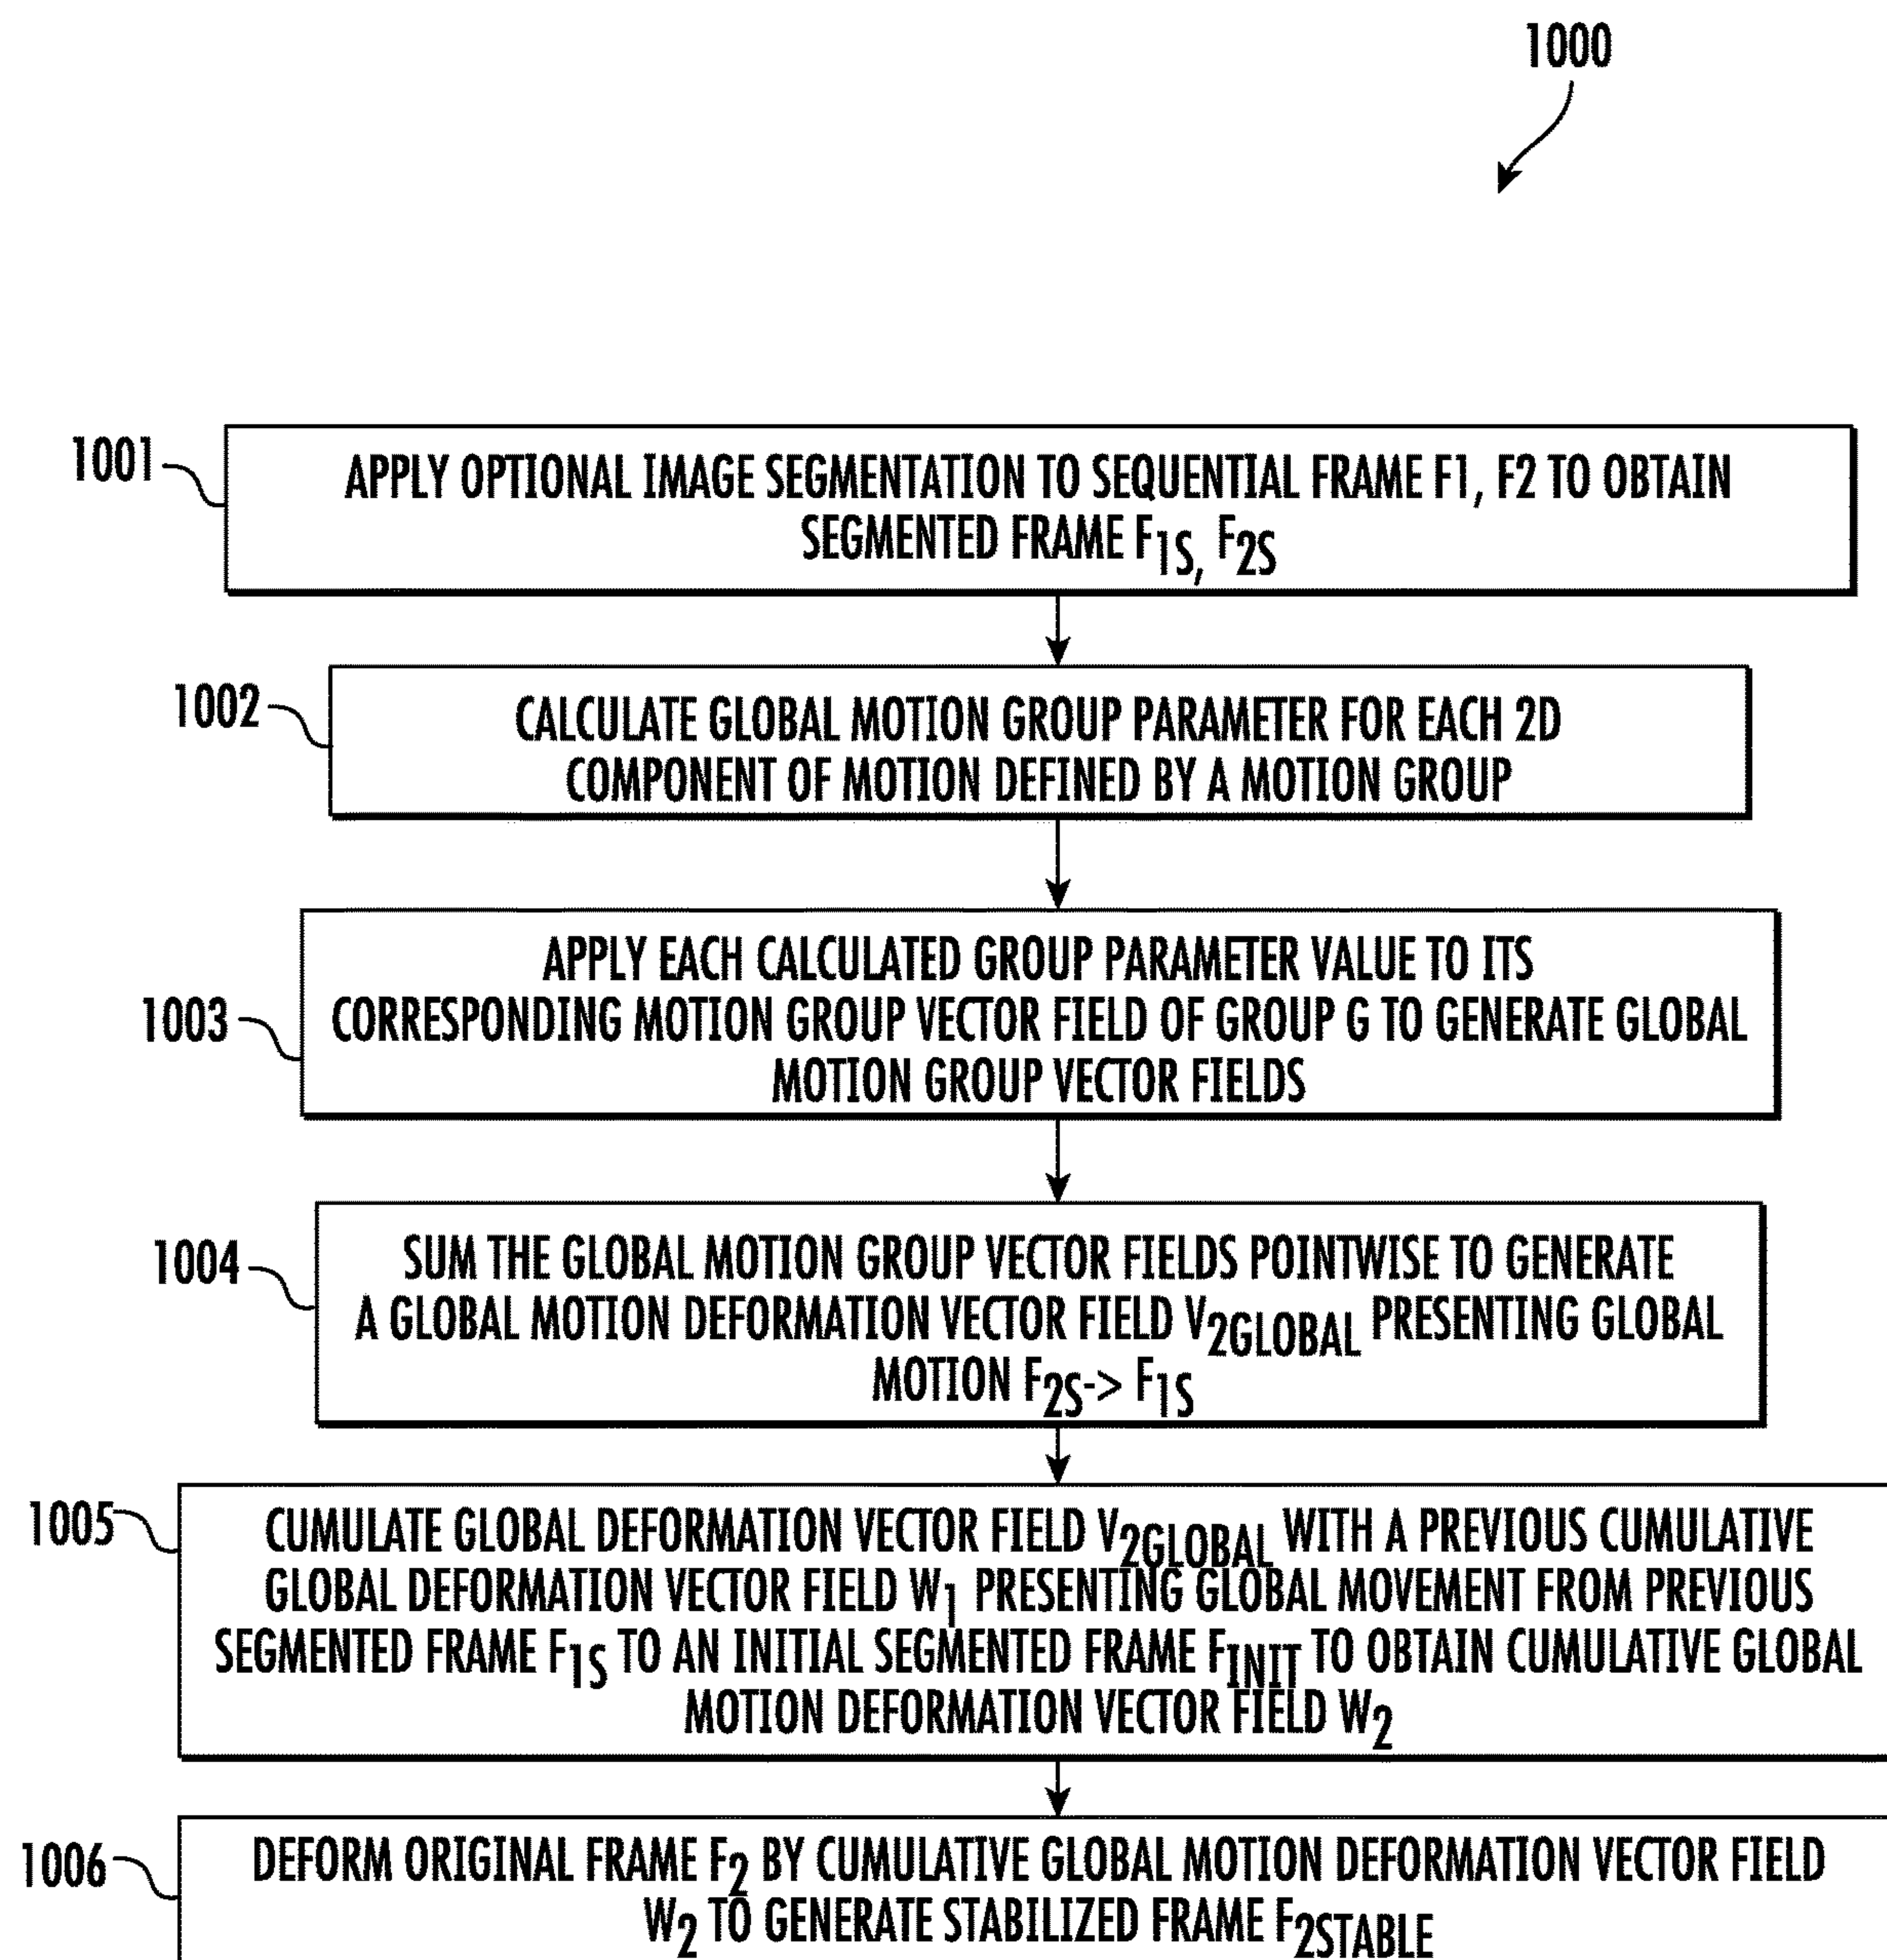 1000
1001
APPLY OPTIONAL IMAGE SEGMENTATION TO SEQUENTIAL FRAME F1, F2 TO OBTAIN
SEGMENTED FRAME F1S, F2S
1002
CALCULATE GLOBAL MOTION GROUP PARAMETER FOR EACH 2D
COMPONENT OF MOTION DEFINED BY A MOTION GROUP
1003
APPLY EACH CALCULATED GROUP PARAMETER VALUE TO ITS
CORRESPONDING MOTION GROUP VECTOR FIELD OF GROUP G TO GENERATE GLOBAL
MOTION GROUP VECTOR FIELDS
1004
SUM THE GLOBAL MOTION GROUP VECTOR FIELDS POINTWISE TO GENERATE
A GLOBAL MOTION DEFORMATION VECTOR FIELD V2GLOBAL PRESENTING GLOBAL
MOTION F2S-> F1S
1005
CUMULATE GLOBAL DEFORMATION VECTOR FIELD V2GLOBAL WITH A PREVIOUS CUMULATIVE
GLOBAL DEFORMATION VECTOR FIELD W1 PRESENTING GLOBAL MOVEMENT FROM PREVIOUS
SEGMENTED FRAME F1S TO AN INITIAL SEGMENTED FRAME FINIT TO OBTAIN CUMULATIVE GLOBAL
MOTION DEFORMATION VECTOR FIELD W2
1006
DEFORM ORIGINAL FRAME F2 BY CUMULATIVE GLOBAL MOTION DEFORMATION VECTOR FIELD
W2 TO GENERATE STABILIZED FRAME F2STABLE